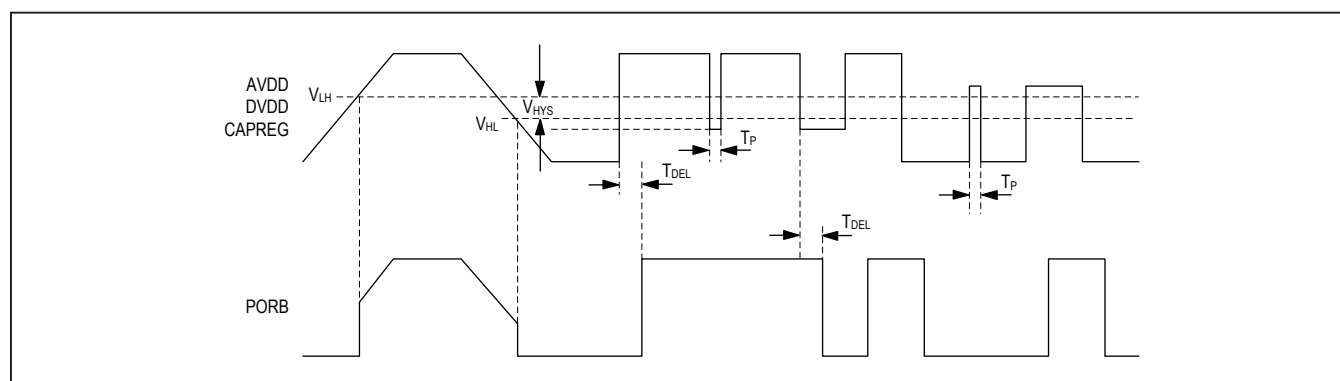 AVDD
DVDD
CAPREG
VLH
VHYS
VHL
TP
TDEL
TP
TDEL
PORB